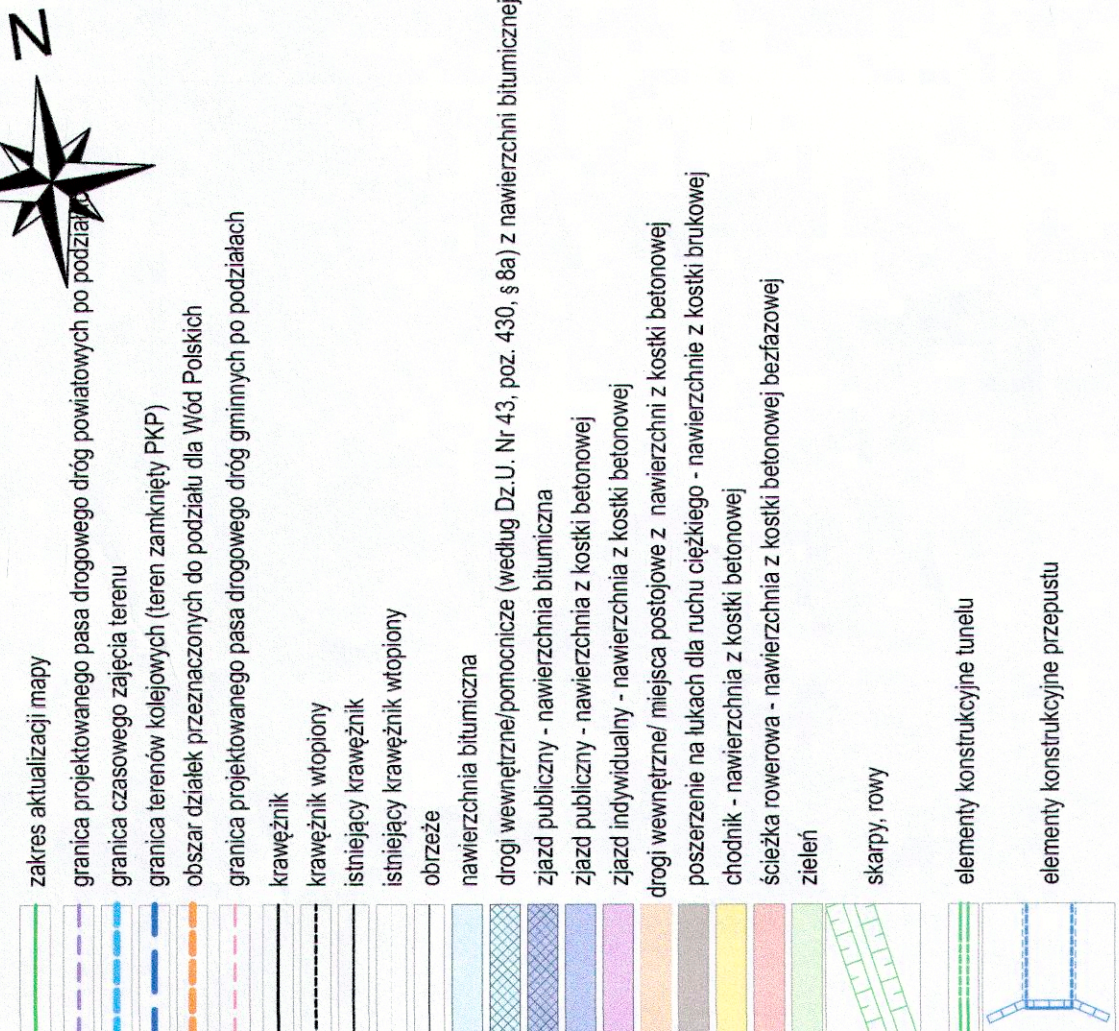 N
zakres aktualizacji mapy
granica projektowanego pasa drogowego dróg powiatowych po
granica czasowego zajęcia terenu
granica terenów kolejowych (teren zamknięty PKP)
obszar działek przeznaczonych do podziału dla Wód Polskich
granica projektowanego pasa drogowego dróg gminnych po podziałach
krawężnik
krawężnik wtopiony
istniejący krawężnik
istniejący krawężnik wtopiony
obrzeże
nawierzchnia bitumiczna
drogi wewnętrzne/pomocnicze (według Dz.U. Nr 43, poz. 430, § 8a) z nawierzchni bitumicznej
zjazd publiczny - nawierzchnia bitumiczna
zjazd publiczny - nawierzchnia z kostki betonowej
zjazd indywidualny - nawierzchnia z kostki betonowej
drogi wewnętrzne/ miejsca postojowe z nawierzchni z kostki betonowej
poszerzenie na łukach dla ruchu ciężkiego - nawierzchnie z kostki brukowej
chodnik - nawierzchnia z kostki betonowej
ścieżka rowerowa - nawierzchnia z kostki betonowej bezfazowej
zieleń
skarpy, rowy
elementy konstrukcyjne tunelu
elementy konstrukcyjne przepustu